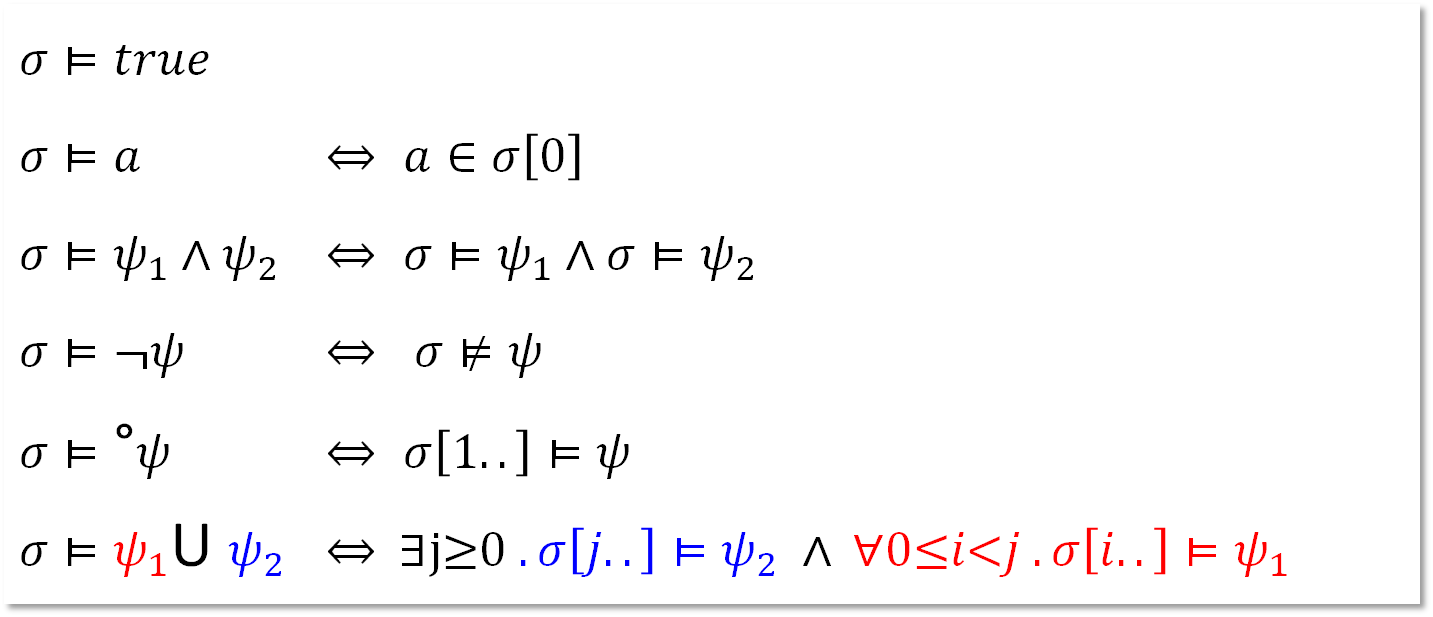 σ ⊨ true
σ ⊨ a ⇔ a ∈ σ[0]
σ ⊨ ψ₁ ∧ ψ₂ ⇔ σ ⊨ ψ₁ ∧ σ ⊨ ψ₂
σ ⊨ ¬ψ ⇔ σ ⊭ ψ
σ ⊨ °ψ ⇔ σ[1..] ⊨ ψ
σ ⊨ ψ₁ U ψ₂ ⇔ ∃j≥0 . σ[j..] ⊨ ψ₂ ∧ ∀0≤i<j . σ[i..] ⊨ ψ₁